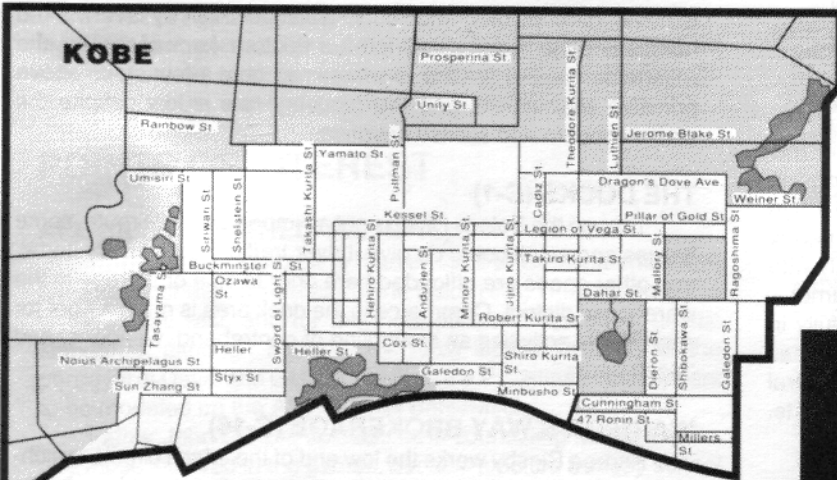 KOBE
Prosperina St.
Unily St.
Rainbow St.
Yamato St.
Umisiri St.
Siriwari St.
Snelstein St.
Takashi Kurita St.
Pullman St.
Theodore Kurita St.
Luthien St.
Jerome Blake St.
Dragon's Dove Ave
Weiner St.
Cadiz St.
Kessel St.
Pillar of Gold St.
Legion of Vega St.
Buckminster St.
Takiro Kurita St.
Ozawa
St
Tasayama St.
Sword of Light St.
Hehiro Kurita St.
Andurien St.
Minoru Kurita St.
Jijiro Kurita St.
Mallory St.
Ragoshima St.
Dahar St.
Robert Kurita St.
Cox St.
Heller
Heller St.
Noius Archipelagus St.
Shiro Kurita
St.
Galedon St.
Dieron St.
Shibokawa St.
Galedon St.
Styx St.
Sun Zhang St.
Minbusho St.
Cunningham St.
47 Ronin St.
Millers
St.